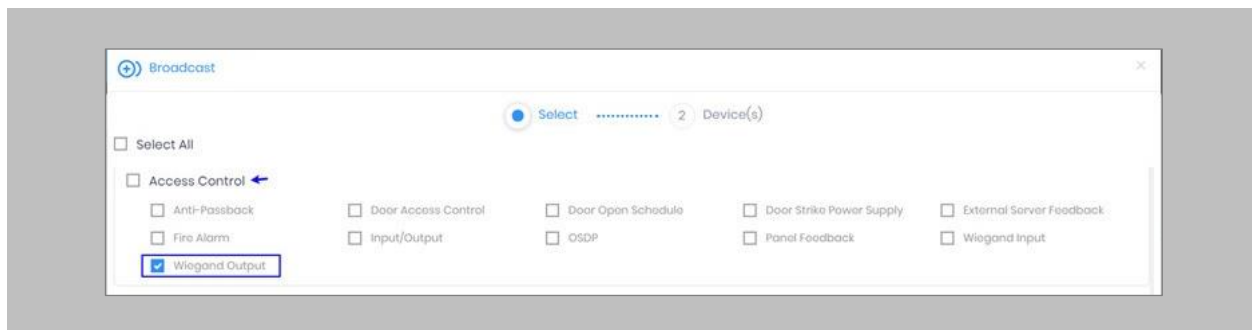 Broadcast
Select 2 Device(s)
Select All
Access Control
Anti-Passback Door Access Control Door Open Schedule Door Strike Power Supply External Server Feedback
Fire Alarm Input/Output OSDP Panel Feedback Wiegand Input
Wiegand Output